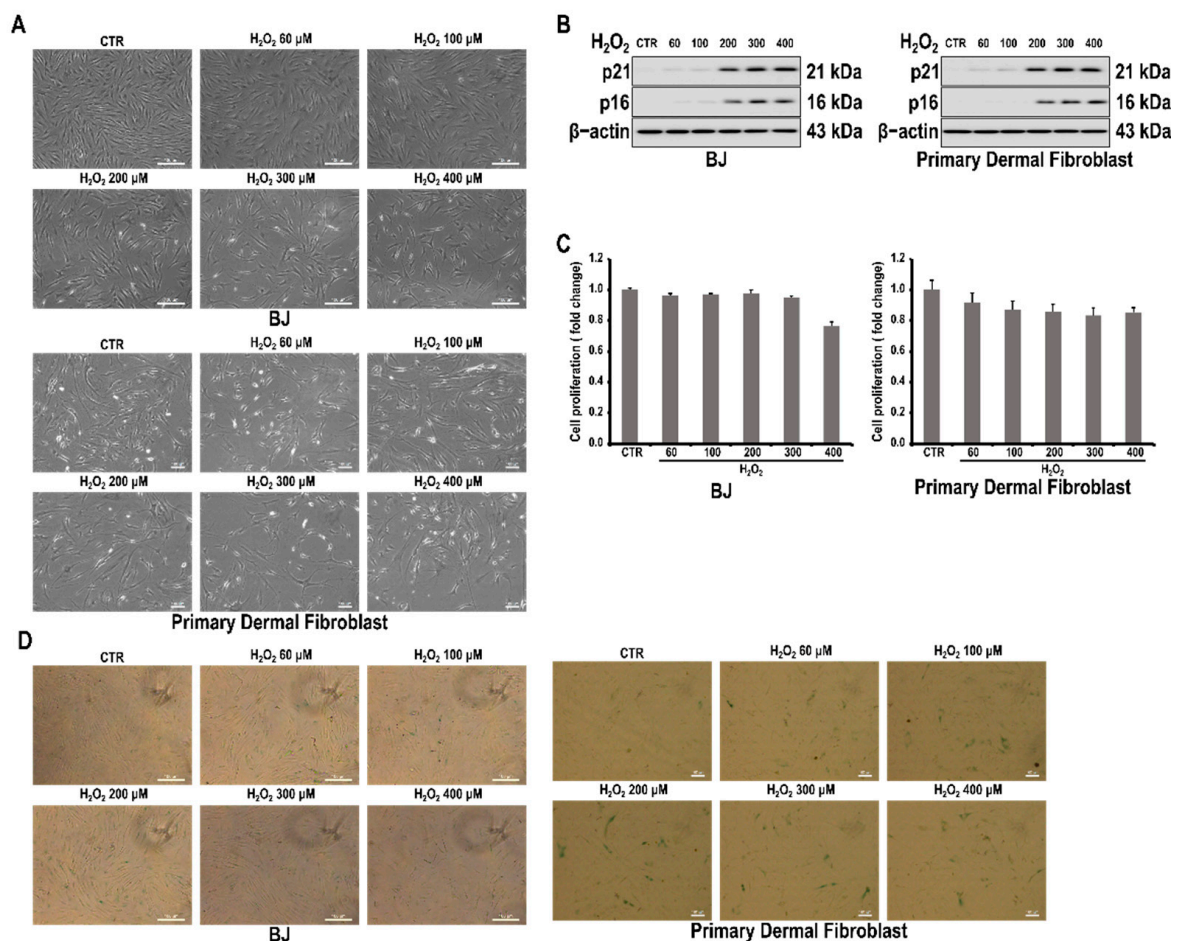 A
CTR H₂O₂ 60 μM H₂O₂ 100 μM
H₂O₂ 200 μM H₂O₂ 300 μM H₂O₂ 400 μM
BJ
CTR H₂O₂ 60 μM H₂O₂ 100 μM
H₂O₂ 200 μM H₂O₂ 300 μM H₂O₂ 400 μM
Primary Dermal Fibroblast
B
H₂O₂ CTR 60 100 200 300 400
p21 21 kDa
p16 16 kDa
β-actin 43 kDa
BJ
H₂O₂ CTR 60 100 200 300 400
p21 21 kDa
p16 16 kDa
β-actin 43 kDa
Primary Dermal Fibroblast
C
Cell proliferation ( fold change)
1.2
1.0
0.8
0.6
0.4
0.2
0.0
CTR 60 100 200 300 400
H₂O₂
BJ
Cell proliferation ( fold change)
1.2
1.0
0.8
0.6
0.4
0.2
0.0
CTR 60 100 200 300 400
H₂O₂
Primary Dermal Fibroblast
D
CTR H₂O₂ 60 μM H₂O₂ 100 μM
H₂O₂ 200 μM H₂O₂ 300 μM H₂O₂ 400 μM
BJ
CTR H₂O₂ 60 μM H₂O₂ 100 μM
H₂O₂ 200 μM H₂O₂ 300 μM H₂O₂ 400 μM
Primary Dermal Fibroblast